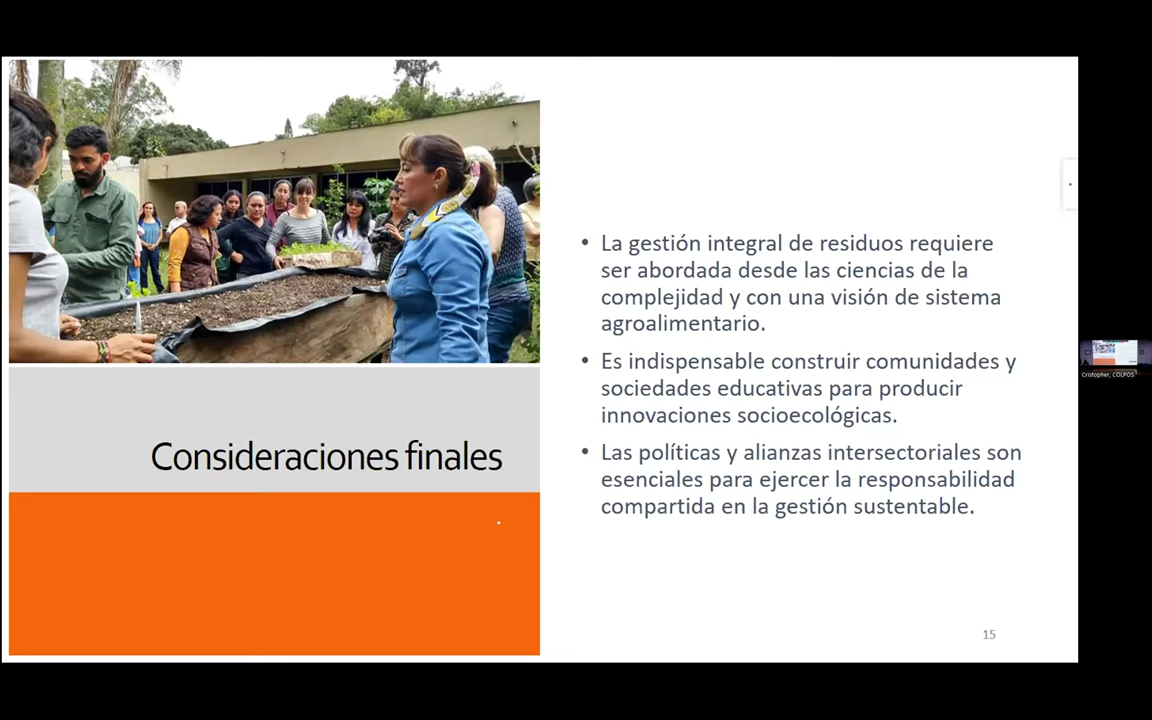 Consideraciones finales
• La gestión integral de residuos requiere
ser abordada desde las ciencias de la
complejidad y con una visión de sistema
agroalimentario.
• Es indispensable construir comunidades y
sociedades educativas para producir
innovaciones socioecológicas.
• Las políticas y alianzas intersectoriales son
esenciales para ejercer la responsabilidad
compartida en la gestión sustentable.
15
Cristopher, COLPOS